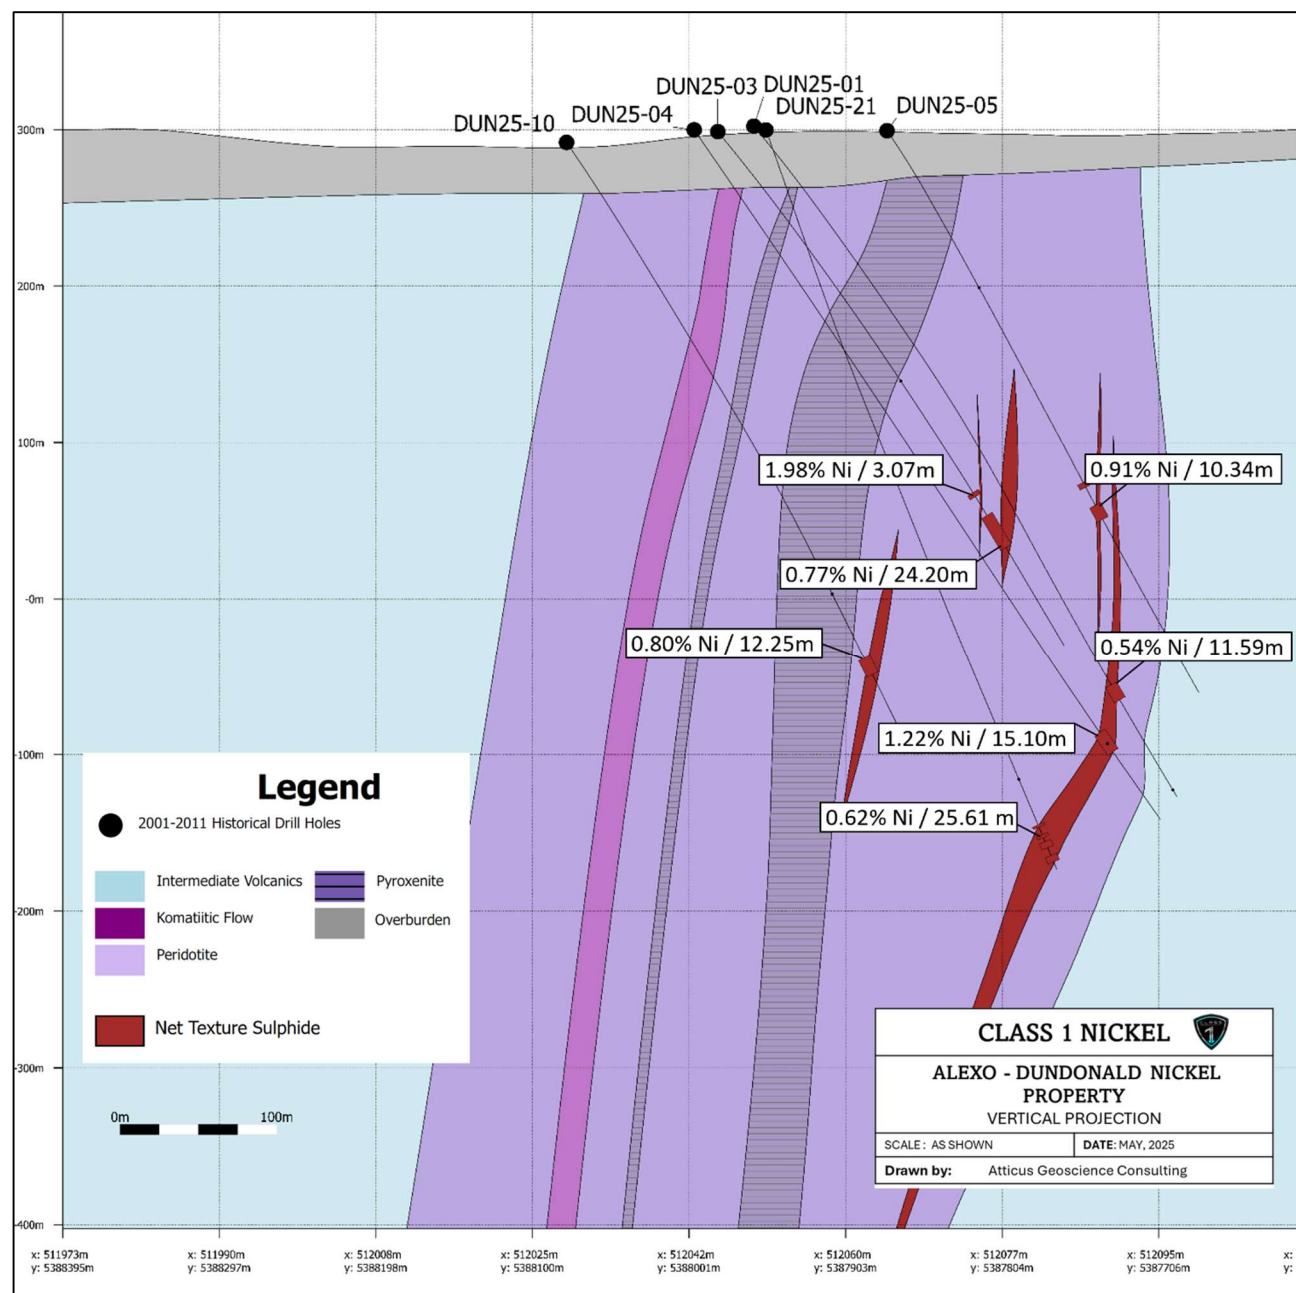 DUN25-03
DUN25-01
DUN25-04
DUN25-21
DUN25-05
DUN25-10
300m
200m
100m
-0m
-100m
-200m
-300m
-400m
1.98% Ni / 3.07m
0.91% Ni / 10.34m
0.77% Ni / 24.20m
0.80% Ni / 12.25m
0.54% Ni / 11.59m
1.22% Ni / 15.10m
0.62% Ni / 25.61 m
Legend
2001-2011 Historical Drill Holes
Intermediate Volcanics
Pyroxenite
Komatiitic Flow
Overburden
Peridotite
Net Texture Sulphide
0m 100m
CLASS 1 NICKEL
CLASS 1
ALEXO - DUNDONALD NICKEL
PROPERTY
VERTICAL PROJECTION
SCALE: AS SHOWN
DATE: MAY, 2025
Drawn by: Atticus Geoscience Consulting
x: 511973m x: 511990m x: 512008m x: 512025m x: 512042m x: 512060m x: 512077m x: 512095m x:
y: 5388395m y: 5388297m y: 5388198m y: 5388100m y: 5388001m y: 5387903m y: 5387804m y: 5387706m y: